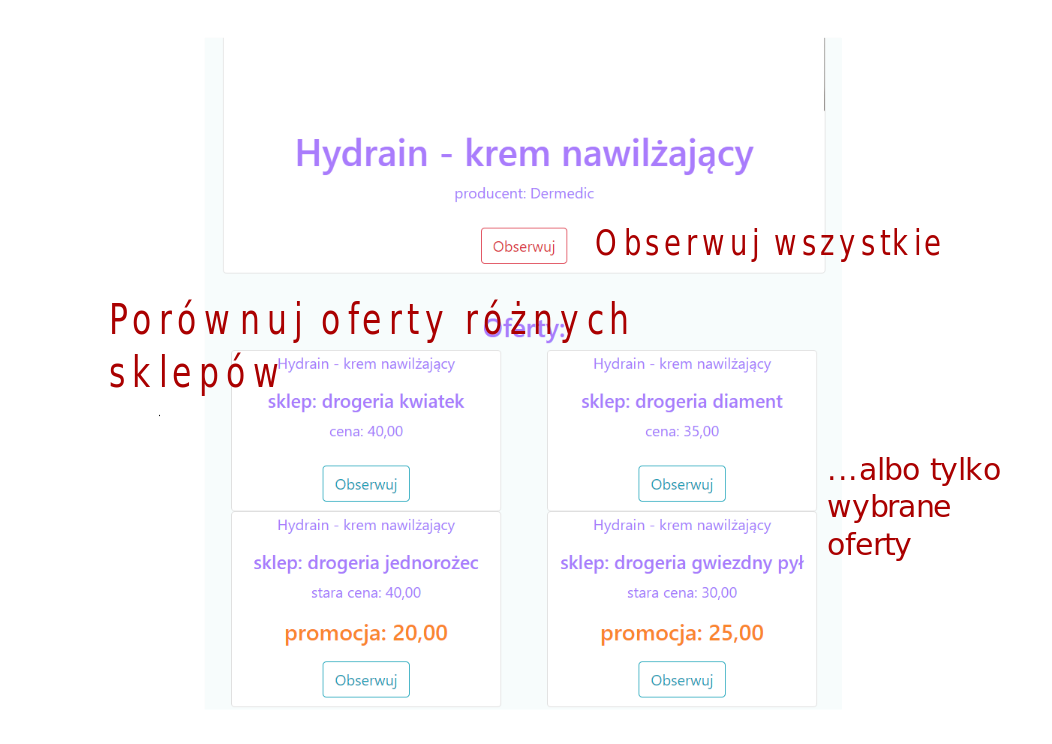 Hydrain - krem nawilżający
producent: Dermedic
Obserwuj
Obserwuj wszystkie
Porównuj oferty różnych
sklepów
Oferty:
Hydrain - krem nawilżający
sklep: drogeria kwiatek
cena: 40,00
Obserwuj
Hydrain - krem nawilżający
sklep: drogeria diament
cena: 35,00
Obserwuj
...albo tylko
wybrane
oferty
Hydrain - krem nawilżający
sklep: drogeria jednorożec
stara cena: 40,00
promocja: 20,00
Obserwuj
Hydrain - krem nawilżający
sklep: drogeria gwiezdny pył
stara cena: 30,00
promocja: 25,00
Obserwuj